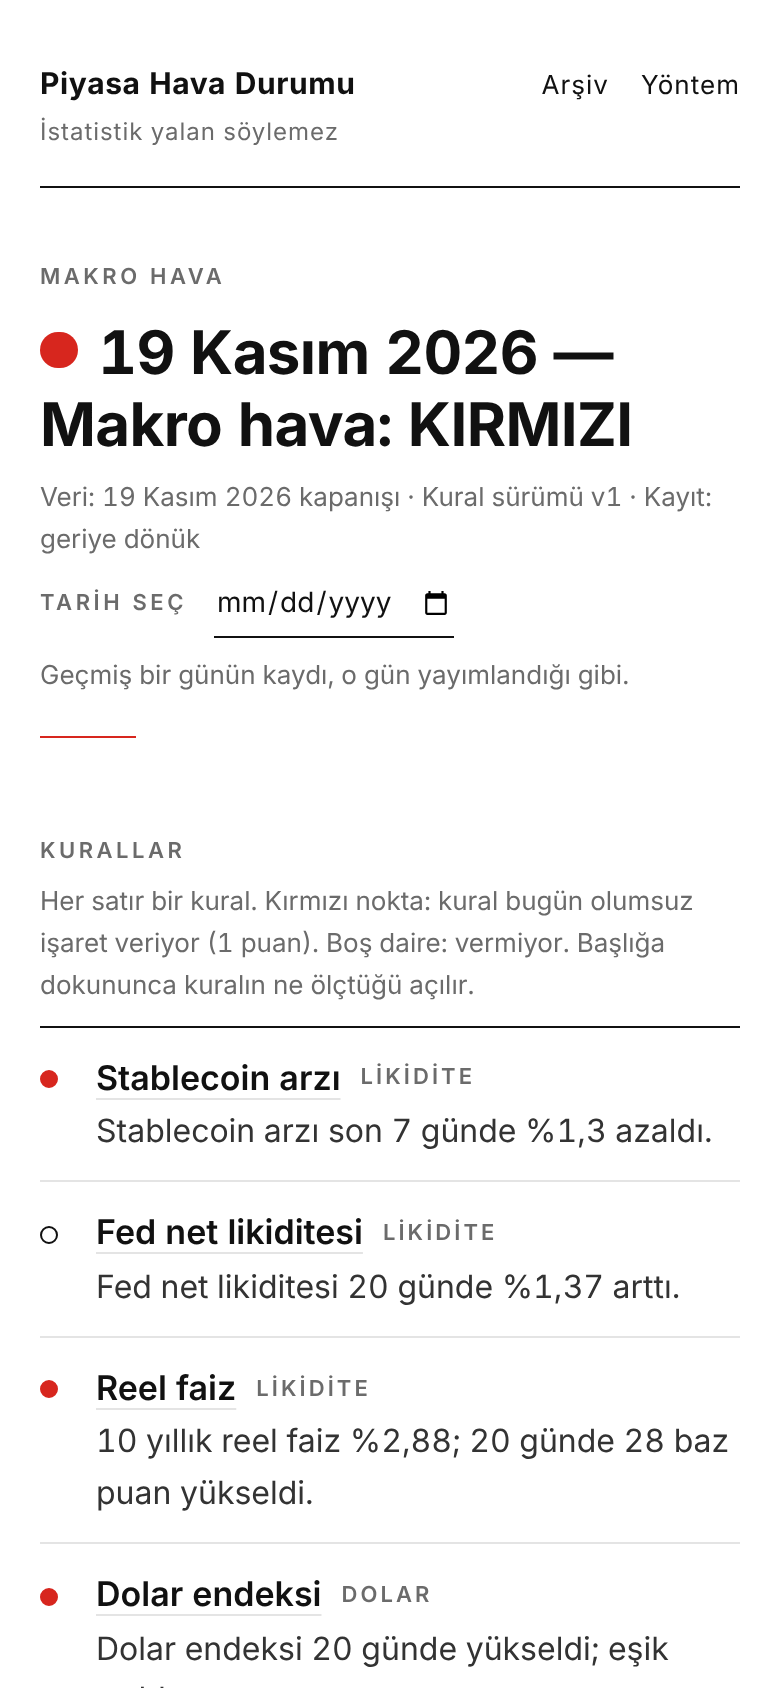 Piyasa Hava Durumu
Arşiv Yöntem
İstatistik yalan söylemez
MAKRO HAVA
19 Kasım 2026 —
Makro hava: KIRMIZI
Veri: 19 Kasım 2026 kapanışı · Kural sürümü v1 · Kayıt:
geriye dönük
TARİH SEÇ mm/dd/yyyy
Geçmiş bir günün kaydı, o gün yayımlandığı gibi.
KURALLAR
Her satır bir kural. Kırmızı nokta: kural bugün olumsuz
işaret veriyor (1 puan). Boş daire: vermiyor. Başlığa
dokununca kuralın ne ölçtüğü açılır.
Stablecoin arzı LİKİDİTE
Stablecoin arzı son 7 günde %1,3 azaldı.
Fed net likiditesi LİKİDİTE
Fed net likiditesi 20 günde %1,37 arttı.
Reel faiz LİKİDİTE
10 yıllık reel faiz %2,88; 20 günde 28 baz
puan yükseldi.
Dolar endeksi DOLAR
Dolar endeksi 20 günde yükseldi; eşik